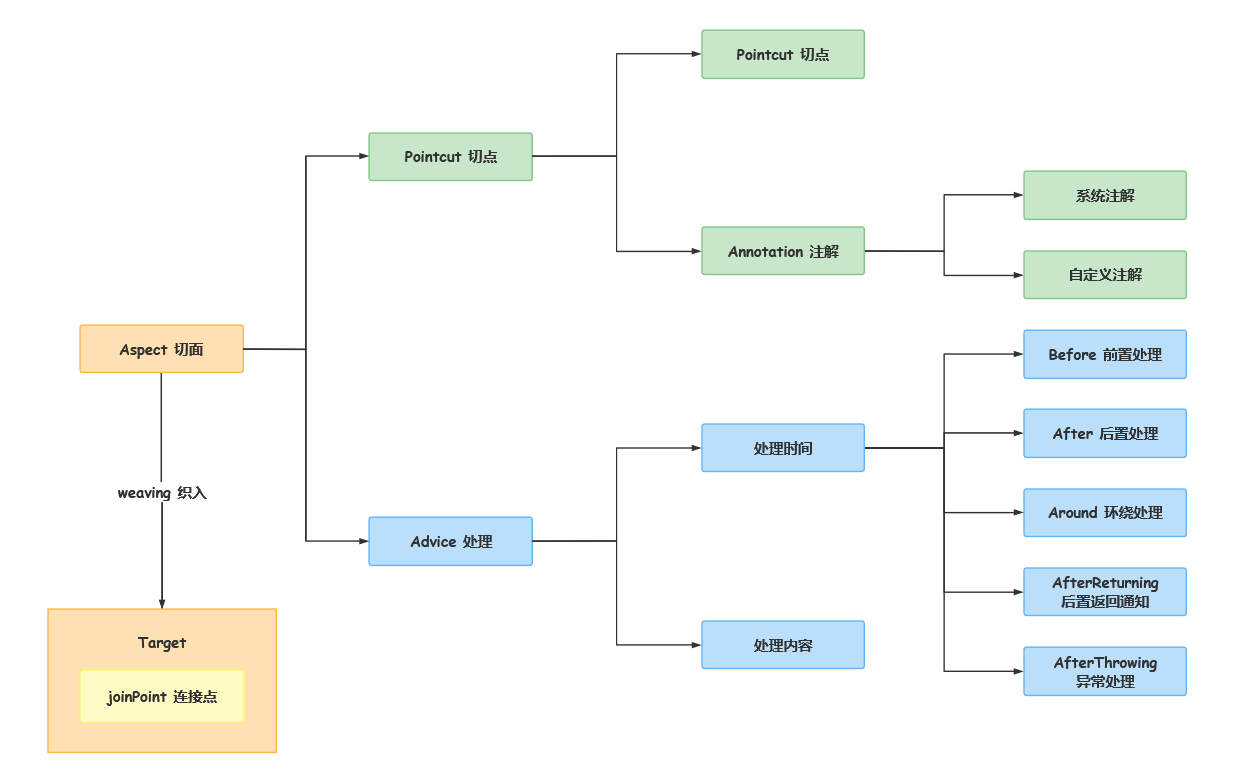 Pointcut 切点
Pointcut 切点
系统注解
Annotation 注解
自定义注解
Aspect 切面
Before 前置处理
After 后置处理
处理时间
weaving 织入
Around 环绕处理
Advice 处理
AfterReturning
后置返回通知
Target
处理内容
AfterThrowing
异常处理
joinPoint 连接点